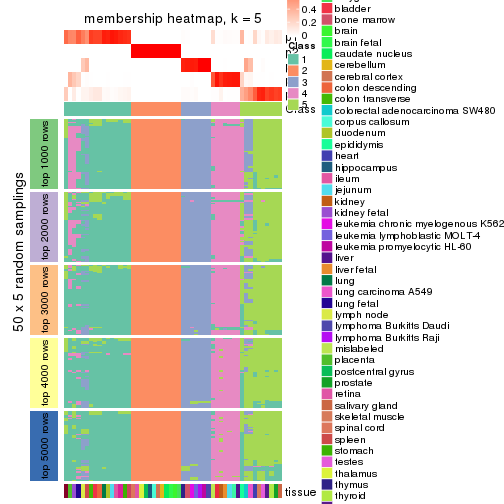 membership heatmap, k = 5
0.4
0.2
0
Class
1
2
3
4
5
Class
50 x 5 random samplings
top 1000 rows
top 2000 rows
top 3000 rows
top 4000 rows
top 5000 rows
tissue
bladder
bone marrow
brain
brain fetal
caudate nucleus
cerebellum
cerebral cortex
colon descending
colon transverse
colorectal adenocarcinoma SW480
corpus callosum
duodenum
epididymis
heart
hippocampus
ileum
jejunum
kidney
kidney fetal
leukemia chronic myelogenous K562
leukemia lymphoblastic MOLT-4
leukemia promyelocytic HL-60
liver
liver fetal
lung
lung carcinoma A549
lung fetal
lymph node
lymphoma Burkitts Daudi
lymphoma Burkitts Raji
mislabeled
placenta
postcentral gyrus
prostate
retina
salivary gland
skeletal muscle
spinal cord
spleen
stomach
testes
thalamus
thymus
thyroid